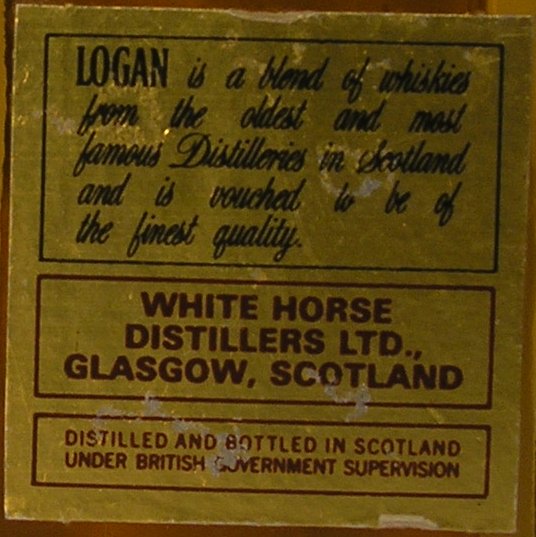 LOGAN is a blend of whiskies
from the oldest and most
famous Distilleries in Scotland
and is vouched to be of
the finest quality.
WHITE HORSE
DISTILLERS LTD.,
GLASGOW, SCOTLAND
DISTILLED AND BOTTLED IN SCOTLAND
UNDER BRITISH GOVERNMENT SUPERVISION